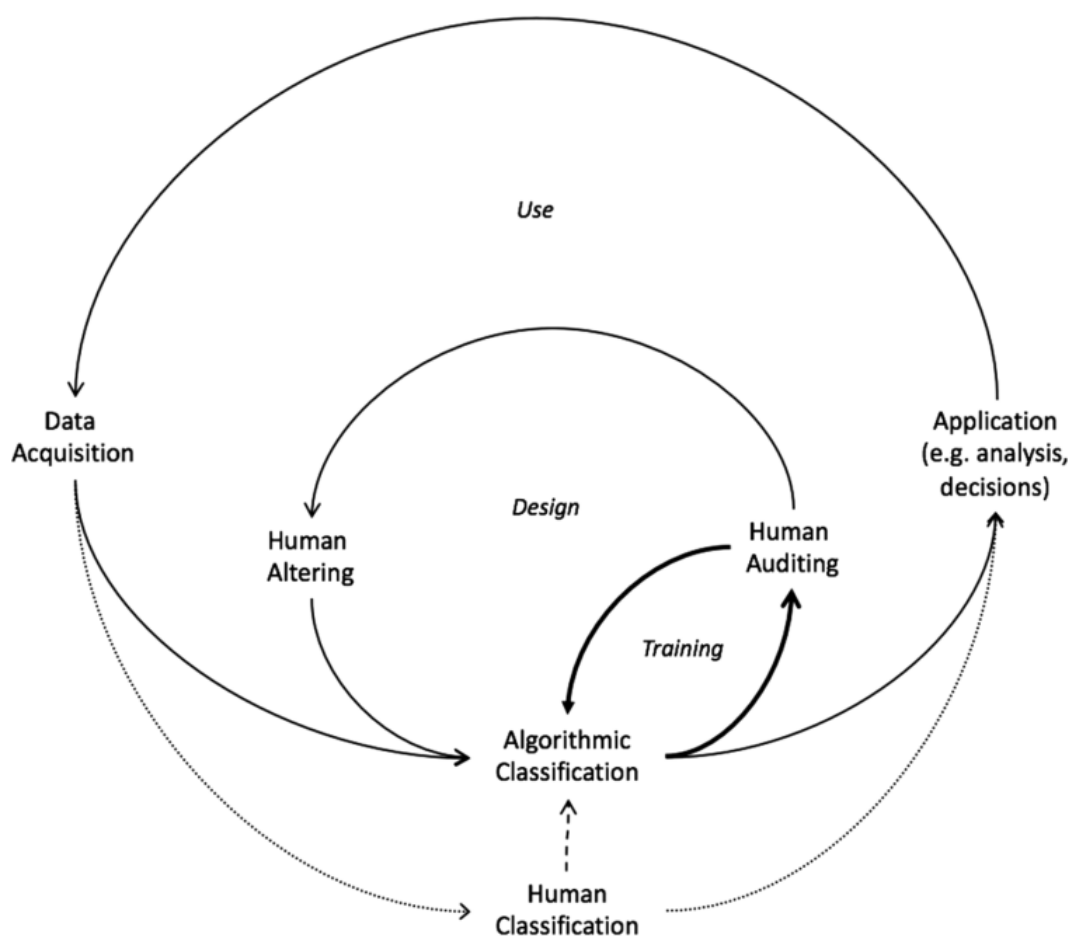 Use
Data
Acquisition
Application
(e.g. analysis,
decisions)
Design
Human
Altering
Human
Auditing
Training
Algorithmic
Classification
Human
Classification